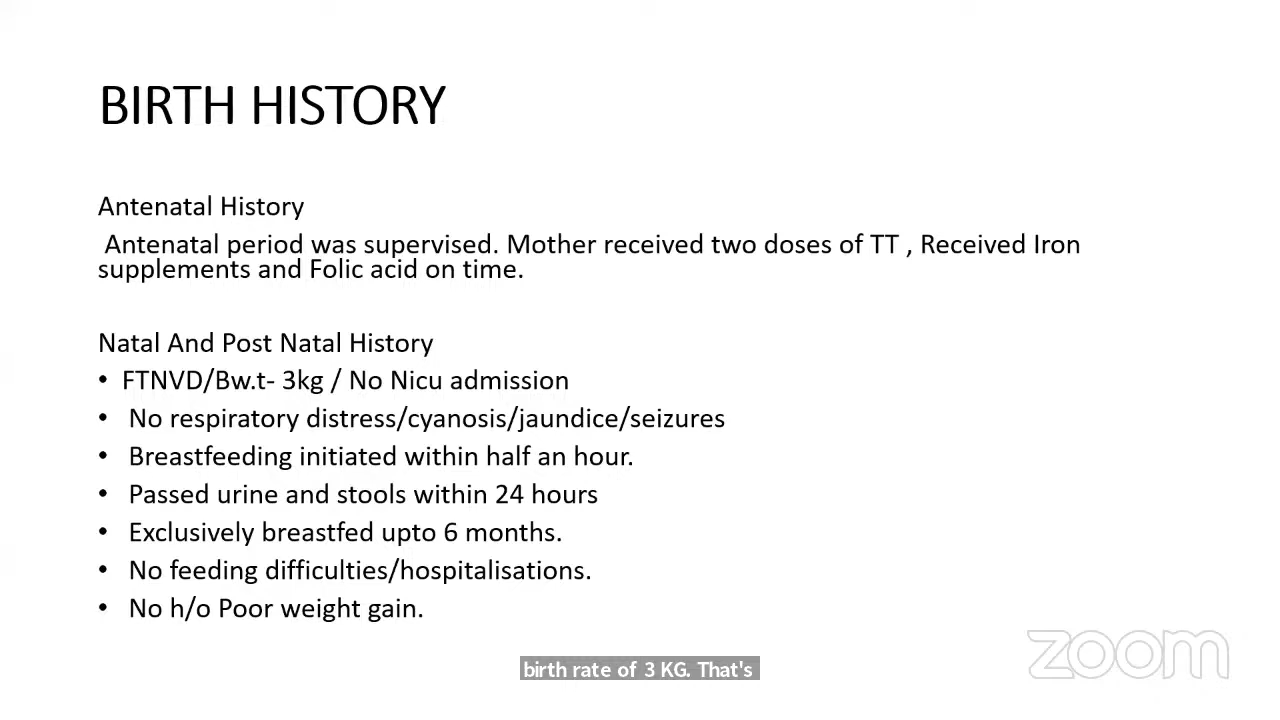 BIRTH HISTORY
Antenatal History
Antenatal period was supervised. Mother received two doses of TT , Received Iron
supplements and Folic acid on time.
Natal And Post Natal History
• FTNVD/Bw.t- 3kg / No Nicu admission
• No respiratory distress/cyanosis/jaundice/seizures
• Breastfeeding initiated within half an hour.
• Passed urine and stools within 24 hours
• Exclusively breastfed upto 6 months.
• No feeding difficulties/hospitalisations.
• No h/o Poor weight gain.
zoom
birth rate of 3 KG. That's